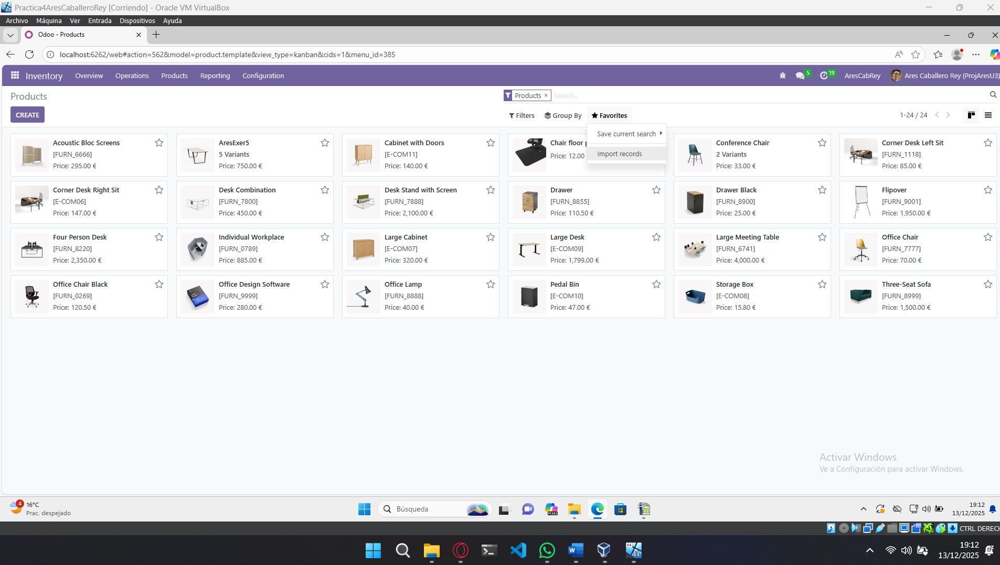 Practica4AresCaballeroRey [Corriendo] - Oracle VM VirtualBox
Archivo Máquina Ver Entrada Dispositivos Ayuda
Odoo - Products
localhost:6262/web#action=562&model=product.template&view_type=kanban&cids=1&menu_id=385
Inventory Overview Operations Products Reporting Configuration 5 19 AresCabRey Ares Caballero Rey (ProjAresU3)
Products
Products × Search...
CREATE
Filters Group By Favorites 1-24 / 24
Save current search
Import records
Acoustic Bloc Screens
[FURN_6666]
Price: 295.00 €
AresExer5
5 Variants
Price: 750.00 €
Cabinet with Doors
[E-COM11]
Price: 140.00 €
Chair floor
Price: 12.00
Conference Chair
2 Variants
Price: 33.00 €
Corner Desk Left Sit
[FURN_1118]
Price: 85.00 €
Corner Desk Right Sit
[E-COM06]
Price: 147.00 €
Desk Combination
[FURN_7800]
Price: 450.00 €
Desk Stand with Screen
[FURN_7888]
Price: 2,100.00 €
Drawer
[FURN_8855]
Price: 110.50 €
Drawer Black
[FURN_8900]
Price: 25.00 €
Flipover
[FURN_9001]
Price: 1,950.00 €
Four Person Desk
[FURN_8220]
Price: 2,350.00 €
Individual Workplace
[FURN_0789]
Price: 885.00 €
Large Cabinet
[E-COM07]
Price: 320.00 €
Large Desk
[E-COM09]
Price: 1,799.00 €
Large Meeting Table
[FURN_6741]
Price: 4,000.00 €
Office Chair
[FURN_7777]
Price: 70.00 €
Office Chair Black
[FURN_0269]
Price: 120.50 €
Office Design Software
[FURN_9999]
Price: 280.00 €
Office Lamp
[FURN_8888]
Price: 40.00 €
Pedal Bin
[E-COM10]
Price: 47.00 €
Storage Box
[E-COM08]
Price: 15.80 €
Three-Seat Sofa
[FURN_8999]
Price: 1,500.00 €
Activar Windows
Ve a Configuración para activar Windows.
4
16°C
Prac. despejado
Búsqueda
M365
19:12
13/12/2025
CTRL DERECH
64
11
19:12
13/12/2025